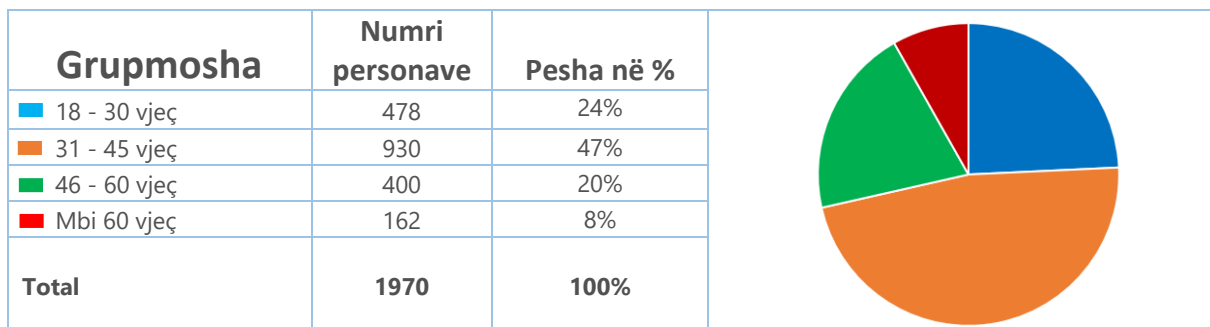 Grupmosha Numri personave Pesha në %
18 - 30 vjeç 478 24%
31 - 45 vjeç 930 47%
46 - 60 vjeç 400 20%
Mbi 60 vjeç 162 8%
Total 1970 100%